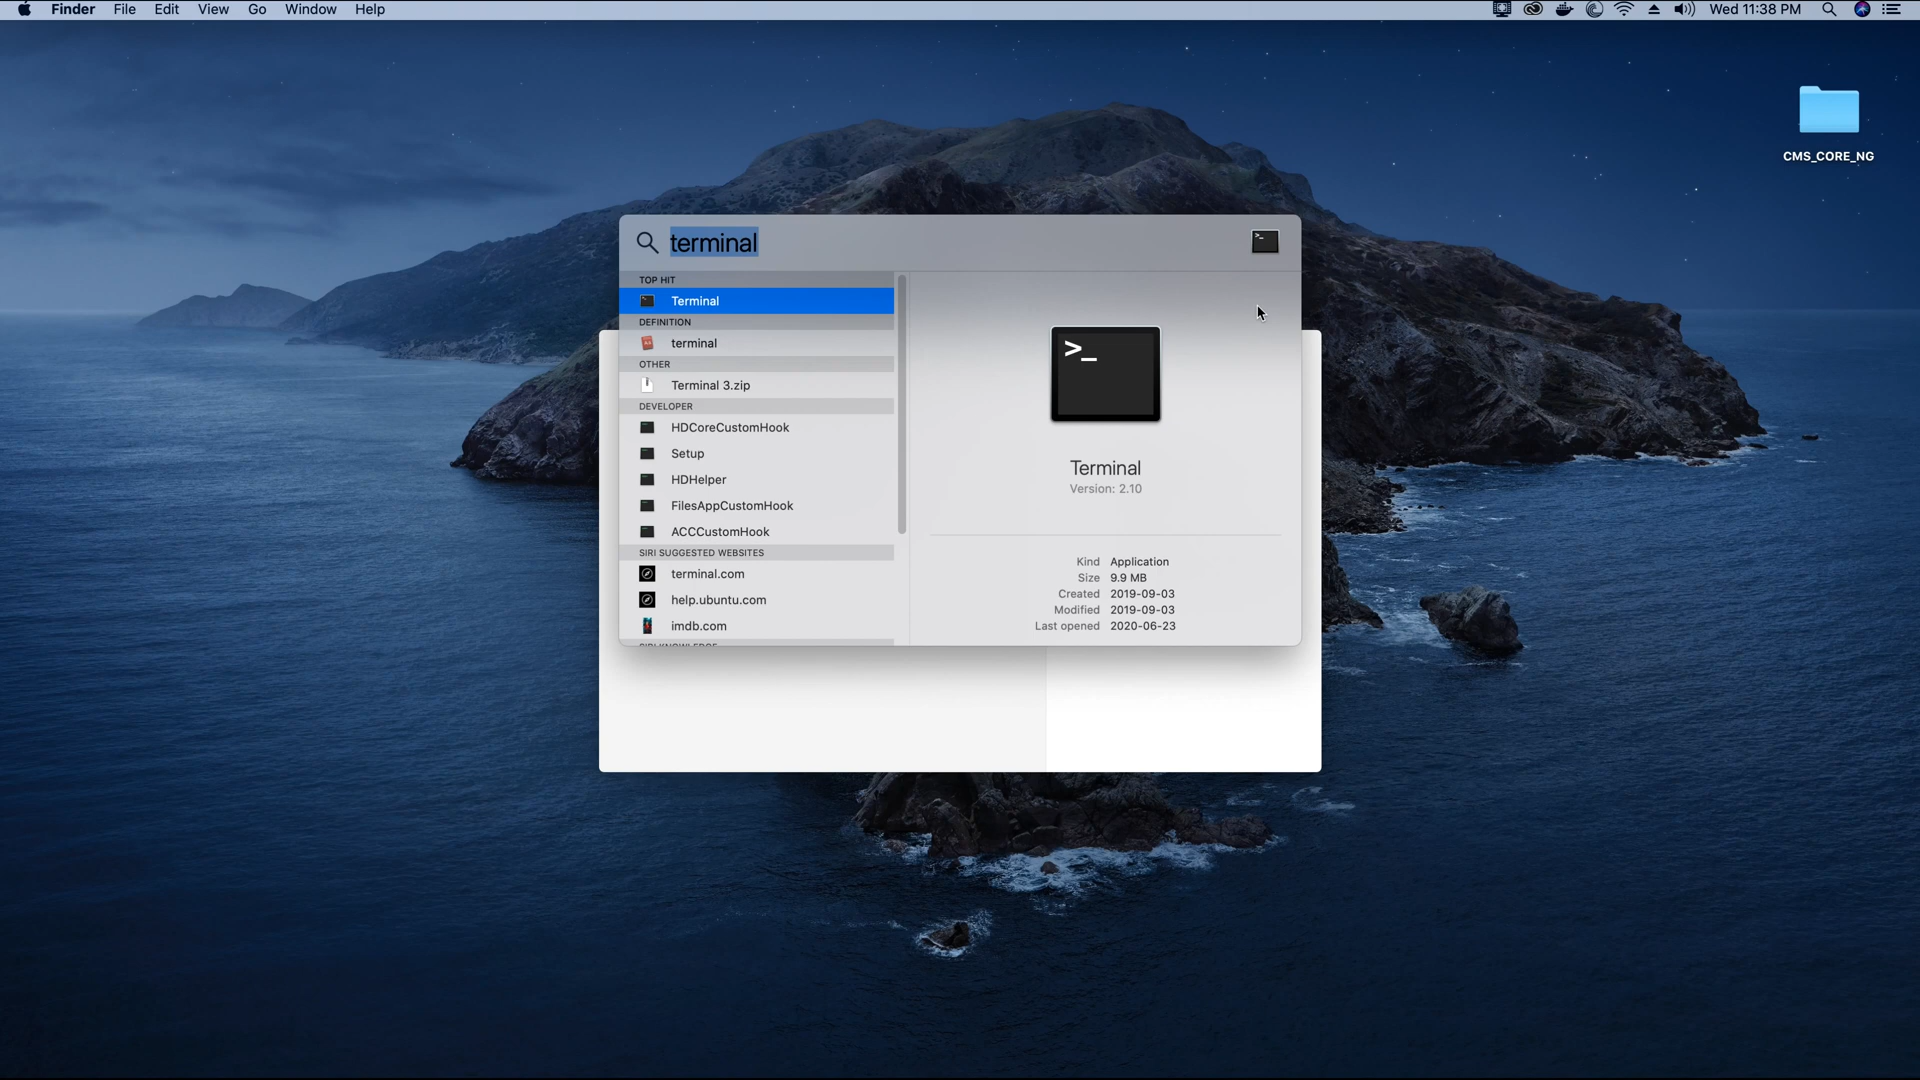 Finder File Edit View Go Window Help
Wed 11:38 PM
CMS_CORE_NG
terminal
TOP HIT
Terminal
DEFINITION
terminal
OTHER
Terminal 3.zip
DEVELOPER
HDCoreCustomHook
Setup
HDHelper
FilesAppCustomHook
ACCCustomHook
SIRI SUGGESTED WEBSITES
terminal.com
help.ubuntu.com
imdb.com
SIRI KNOWLEDGE
>_
Terminal
Version: 2.10
Kind Application
Size 9.9 MB
Created 2019-09-03
Modified 2019-09-03
Last opened 2020-06-23